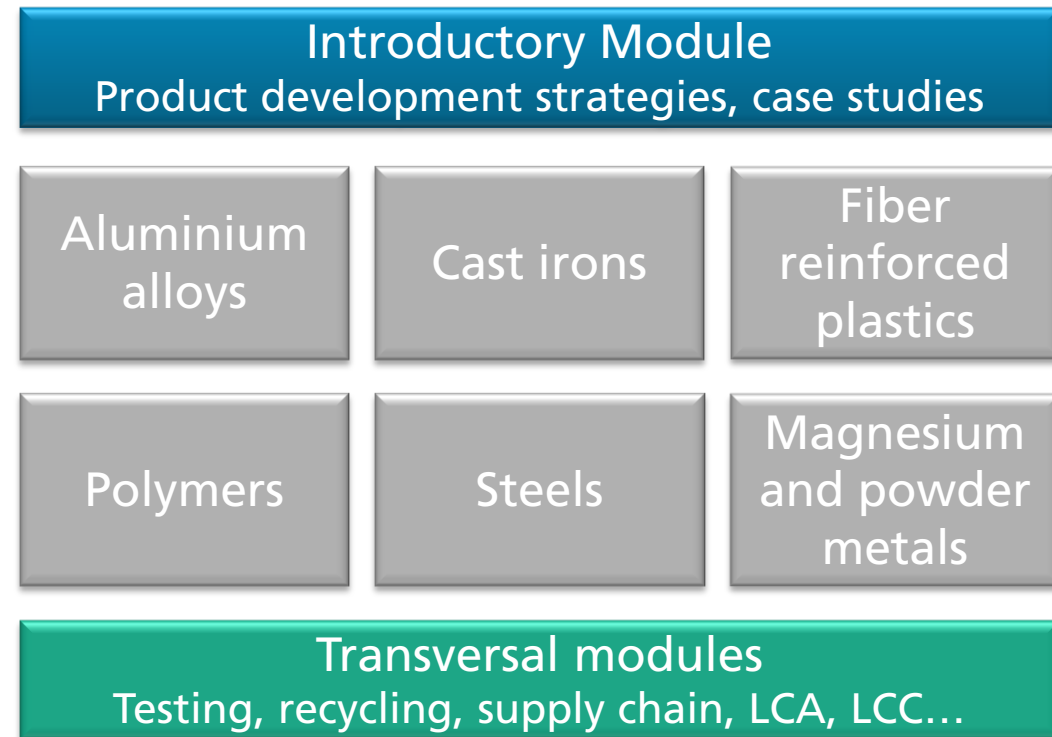 Introductory Module
Product development strategies, case studies
Aluminium
alloys
Cast irons
Fiber
reinforced
plastics
Polymers
Steels
Magnesium
and powder
metals
Transversal modules
Testing, recycling, supply chain, LCA, LCC…